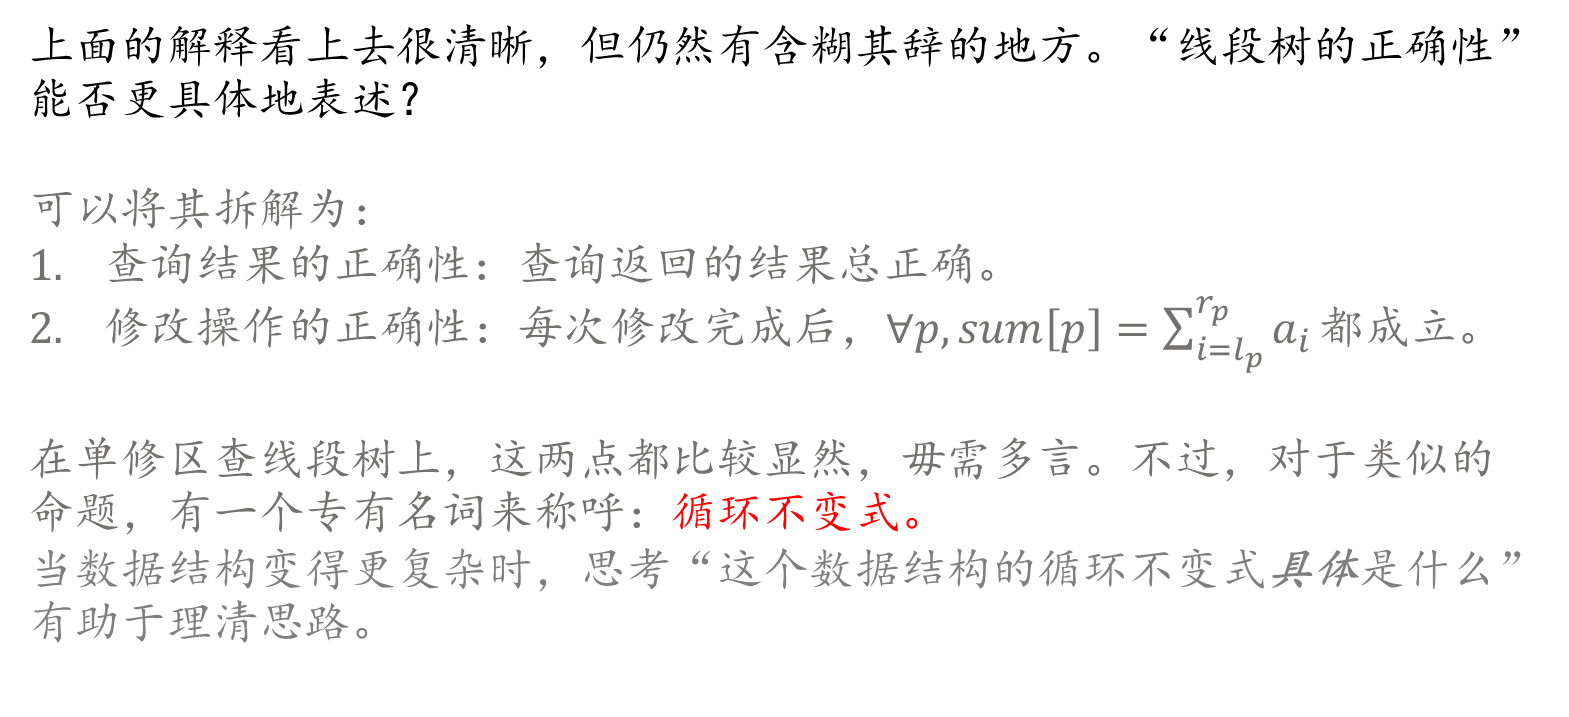 上面的解释看上去很清晰，但仍然有含糊其辞的地方。“线段树的正确性”
能否更具体地表述？
可以将其拆解为：
1. 查询结果的正确性：查询返回的结果总正确。
2. 修改操作的正确性：每次修改完成后，∀p, sum[p] = ∑_{i=l_p}^{r_p} a_i 都成立。
在单修区查线段树上，这两点都比较显然，毋需多言。不过，对于类似的
命题，有一个专有名词来称呼：循环不变式。
当数据结构变得更复杂时，思考“这个数据结构的循环不变式具体是什么”
有助于理清思路。